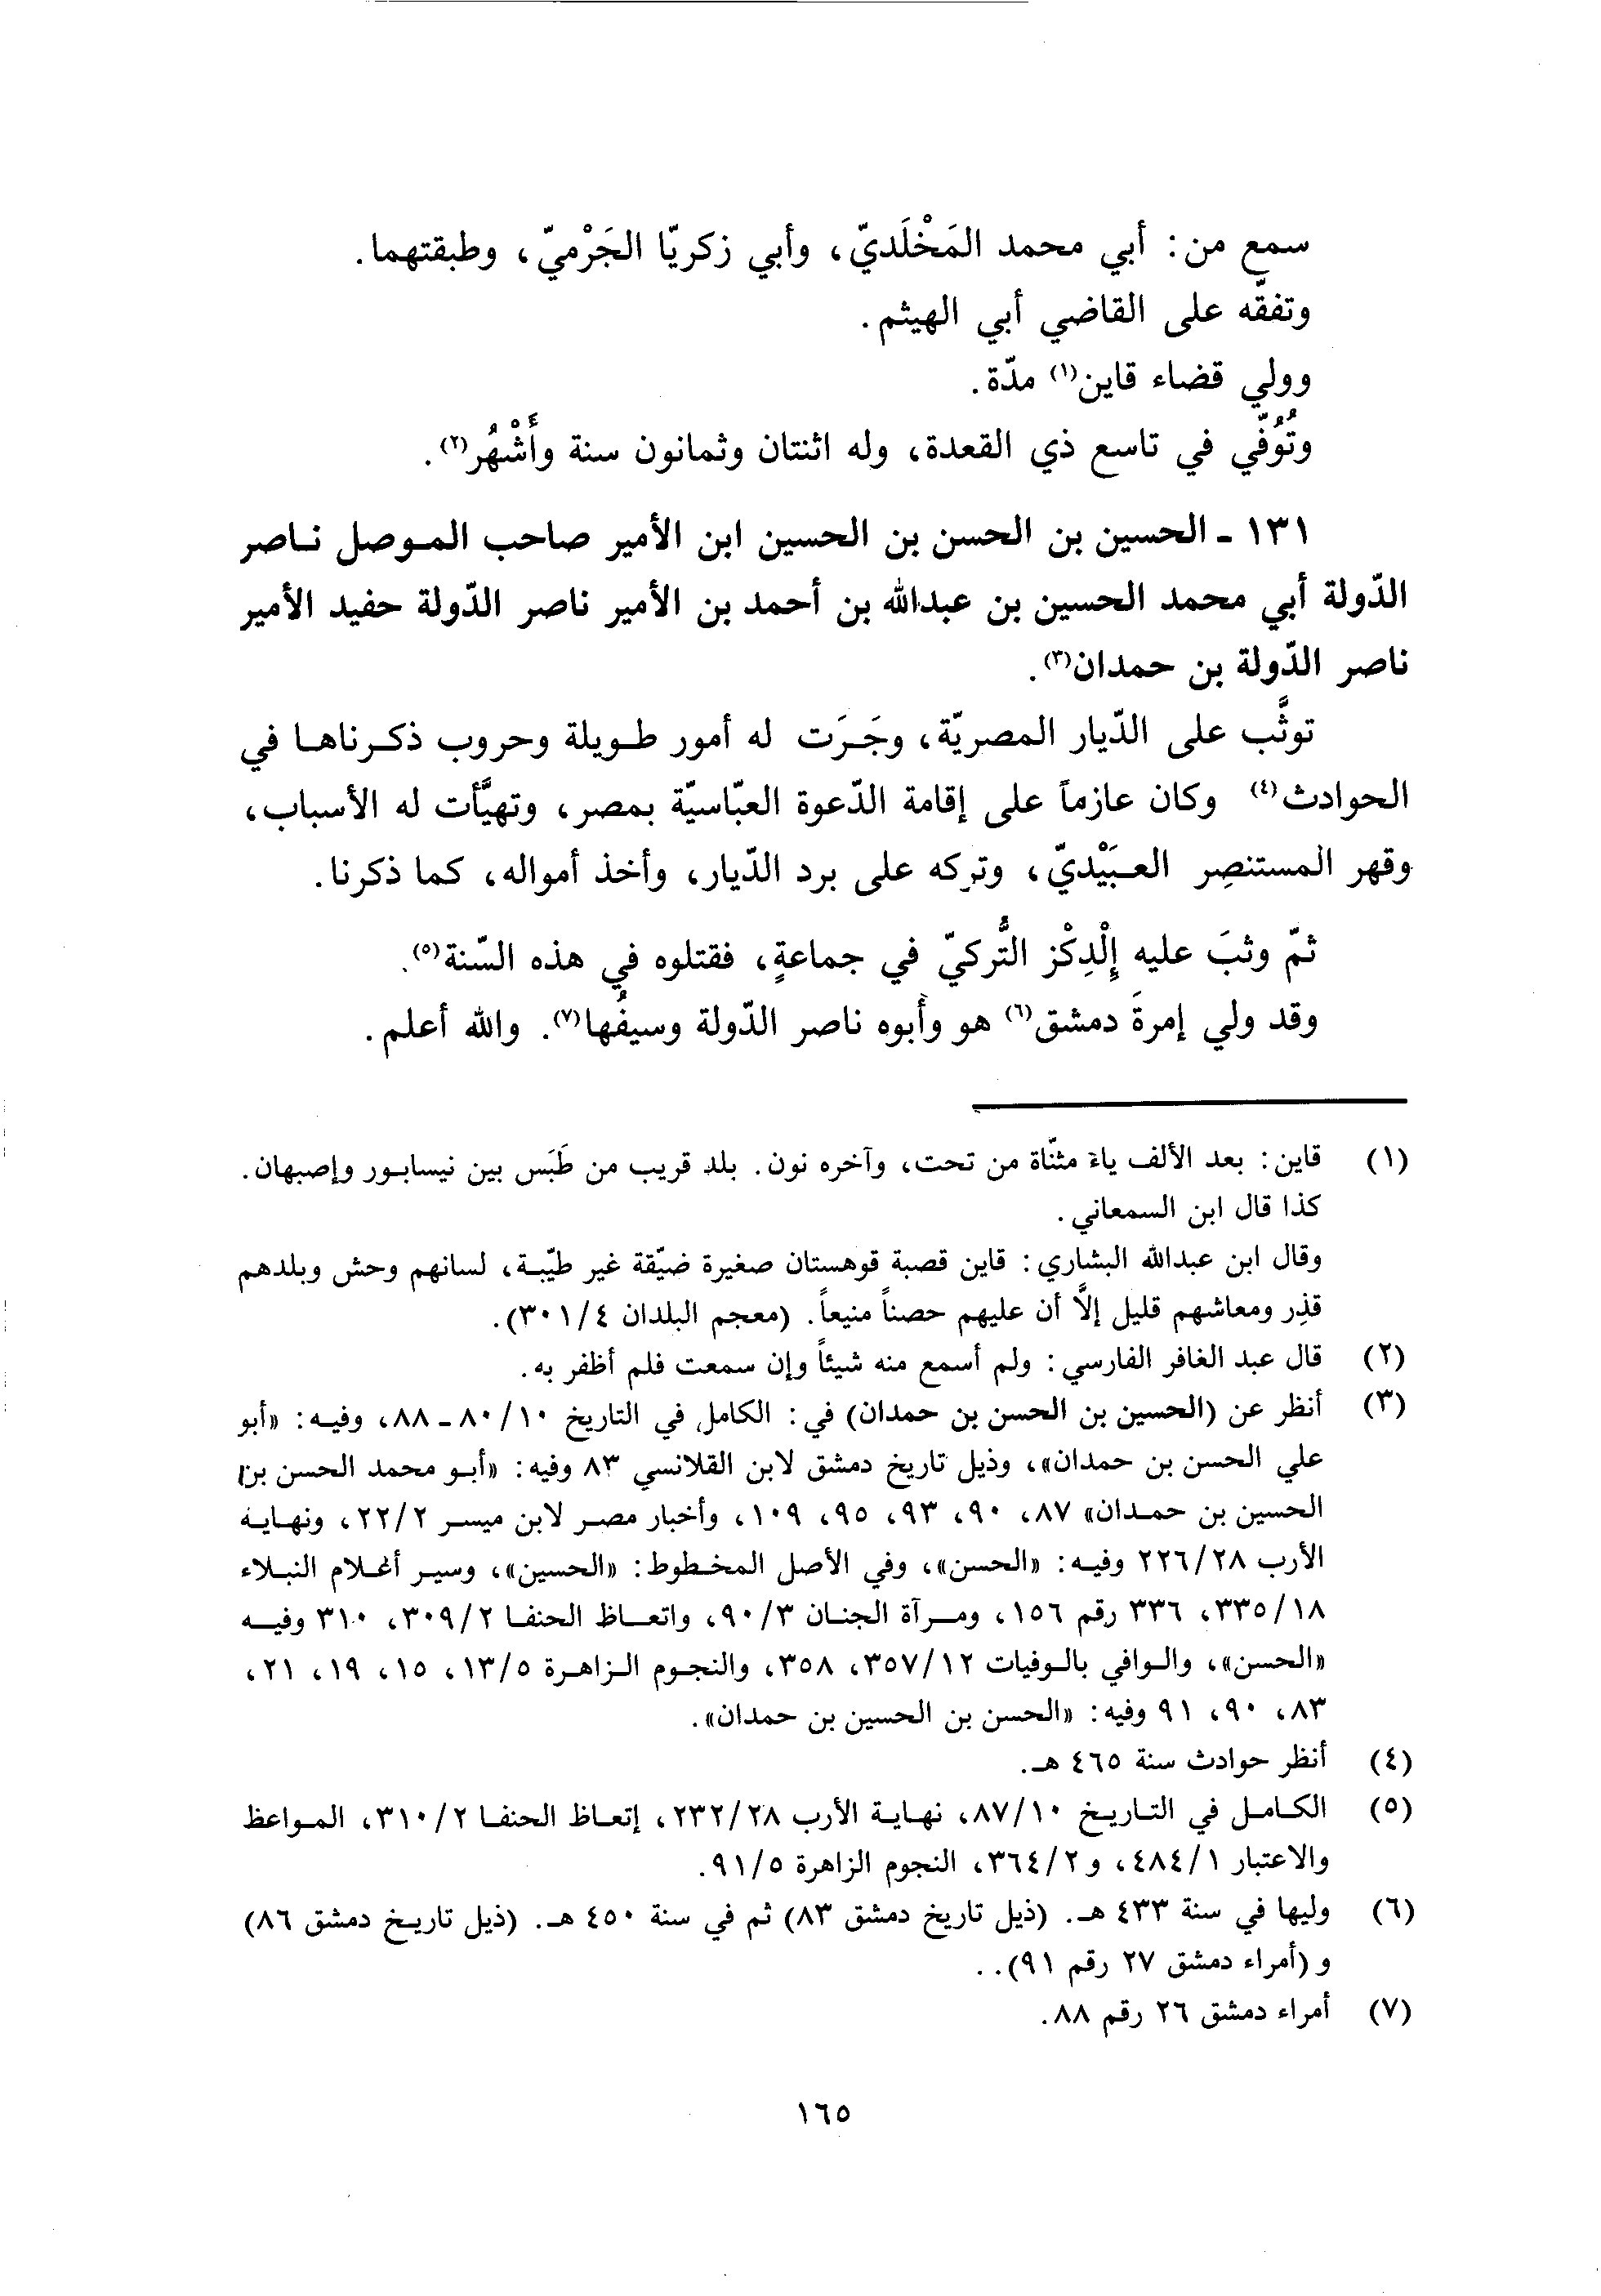 سمع من: أبي محمد المَخْلَديّ، وأبي زكريّا الجَرْميّ، وطبقتهما.
وتفقّه على القاضي أبي الهيثم.
وولي قضاء قاين(١) مدّة.
وتُوُفّي في تاسع ذي القعدة، وله اثنتان وثمانون سنة وأَشْهُر(٢).
١٣١ ـ الحسين بن الحسن بن الحسين ابن الأمير صاحب الموصل ناصر
الدّولة أبي محمد الحسين بن عبدالله بن أحمد بن الأمير ناصر الدّولة حفيد الأمير
ناصر الدّولة بن حمدان(٣).
توثَّب على الدّيار المصريّة، وجَرَت له أمور طويلة وحروب ذكرناها في
الحوادث(٤) وكان عازماً على إقامة الدّعوة العبّاسيّة بمصر، وتهيَّأت له الأسباب،
وقهر المستنصِر العبَيْديّ، وتركه على برد الدّيار، وأخذ أمواله، كما ذكرنا.
ثمّ وثبَ عليه إِلْدِكْز التُّركيّ في جماعةٍ، فقتلوه في هذه السّنة(٥).
وقد ولي إمرةَ دمشق(٦) هو وأبوه ناصر الدّولة وسيفُها(٧). والله أعلم.
(١) قاين: بعد الألف ياء مثنّاة من تحت، وآخره نون. بلد قريب من طَبَس بين نيسابور وإصبهان.
كذا قال ابن السمعاني.
وقال ابن عبدالله البشاري: قاين قصبة قوهستان صغيرة ضيّقة غير طيّبة، لسانهم وحش وبلدهم
قذِر ومعاشهم قليل إلاَّ أن عليهم حصناً منيعاً. (معجم البلدان ٣٠١/٤).
(٢) قال عبد الغافر الفارسي: ولم أسمع منه شيئاً وإن سمعت فلم أظفر به.
(٣) أنظر عن (الحسين بن الحسن بن حمدان) في: الكامل في التاريخ ٨٠/١٠ ـ ٨٨، وفيه: «أبو
علي الحسن بن حمدان»، وذيل تاريخ دمشق لابن القلانسي ٨٣ وفيه: «أبو محمد الحسن بن
الحسين بن حمدان» ٨٧، ٩٠، ٩٣، ٩٥، ١٠٩، وأخبار مصر لابن ميسر ٢٢/٢، ونهاية
الأرب ٢٢٦/٢٨ وفيه: «الحسن»، وفي الأصل المخطوط: «الحسين»، وسير أعلام النبلاء
٣٣٥/١٨، ٣٣٦ رقم ١٥٦، ومرآة الجنان ٩٠/٣، واتعاظ الحنفا ٣٠٩/٢، ٣١٠ وفيه
«الحسن»، والوافي بالوفيات ٣٥٧/١٢، ٣٥٨، والنجوم الزاهرة ١٣/٥، ١٥، ١٩، ٢١،
٨٣، ٩٠، ٩١ وفيه: «الحسن بن الحسين بن حمدان».
(٤) أنظر حوادث سنة ٤٦٥ هـ.
(٥) الكامل في التاريخ ٨٧/١٠، نهاية الأرب ٢٣٢/٢٨، إتعاظ الحنفا ٣١٠/٢، المواعظ
والاعتبار ٤٨٤/١، و ٣٦٤/٢، النجوم الزاهرة ٩١/٥.
(٦) وليها في سنة ٤٣٣ هـ. (ذيل تاريخ دمشق ٨٣) ثم في سنة ٤٥٠ هـ. (ذيل تاريخ دمشق ٨٦)
و (أمراء دمشق ٢٧ رقم ٩١)..
(٧) أمراء دمشق ٢٦ رقم ٨٨.
١٦٥